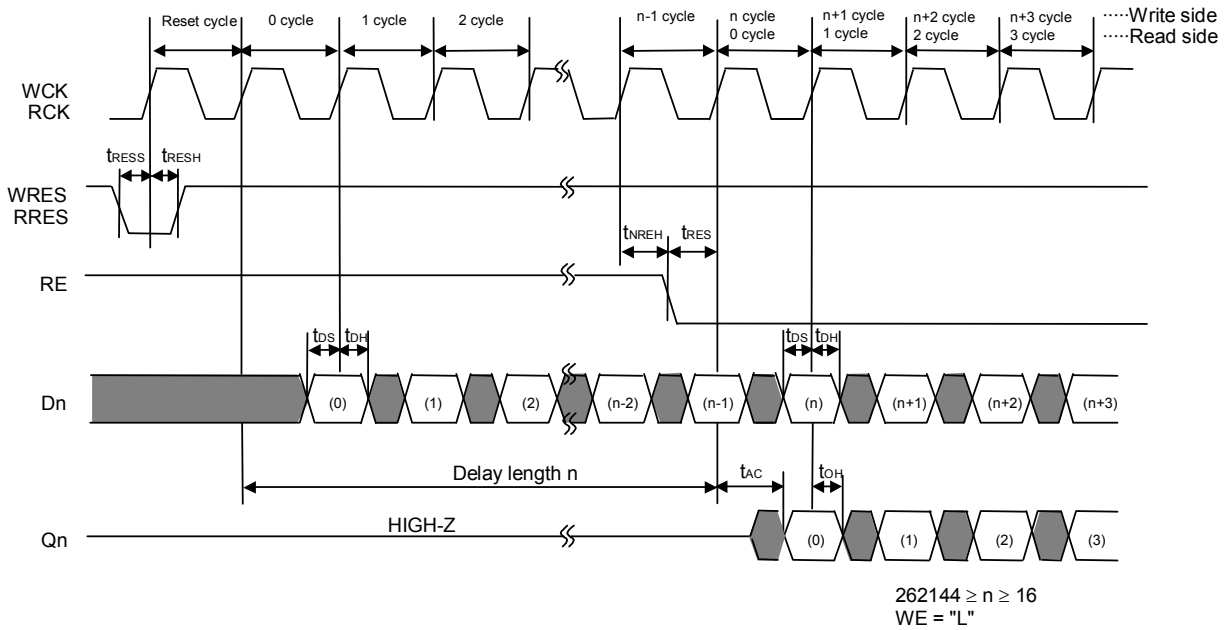 Reset cycle 0 cycle 1 cycle 2 cycle n-1 cycle n cycle n+1 cycle n+2 cycle n+3 cycle ·····Write side
0 cycle 1 cycle 2 cycle 3 cycle ·····Read side
WCK
RCK
tRESS tRESH
WRES
RRES
tNREH tRES
RE
tDS tDH tDS tDH
Dn (0) (1) (2) (n-2) (n-1) (n) (n+1) (n+2) (n+3)
Delay length n tAC tOH
HIGH-Z
Qn (0) (1) (2) (3)
262144 ≥ n ≥ 16
WE = "L"